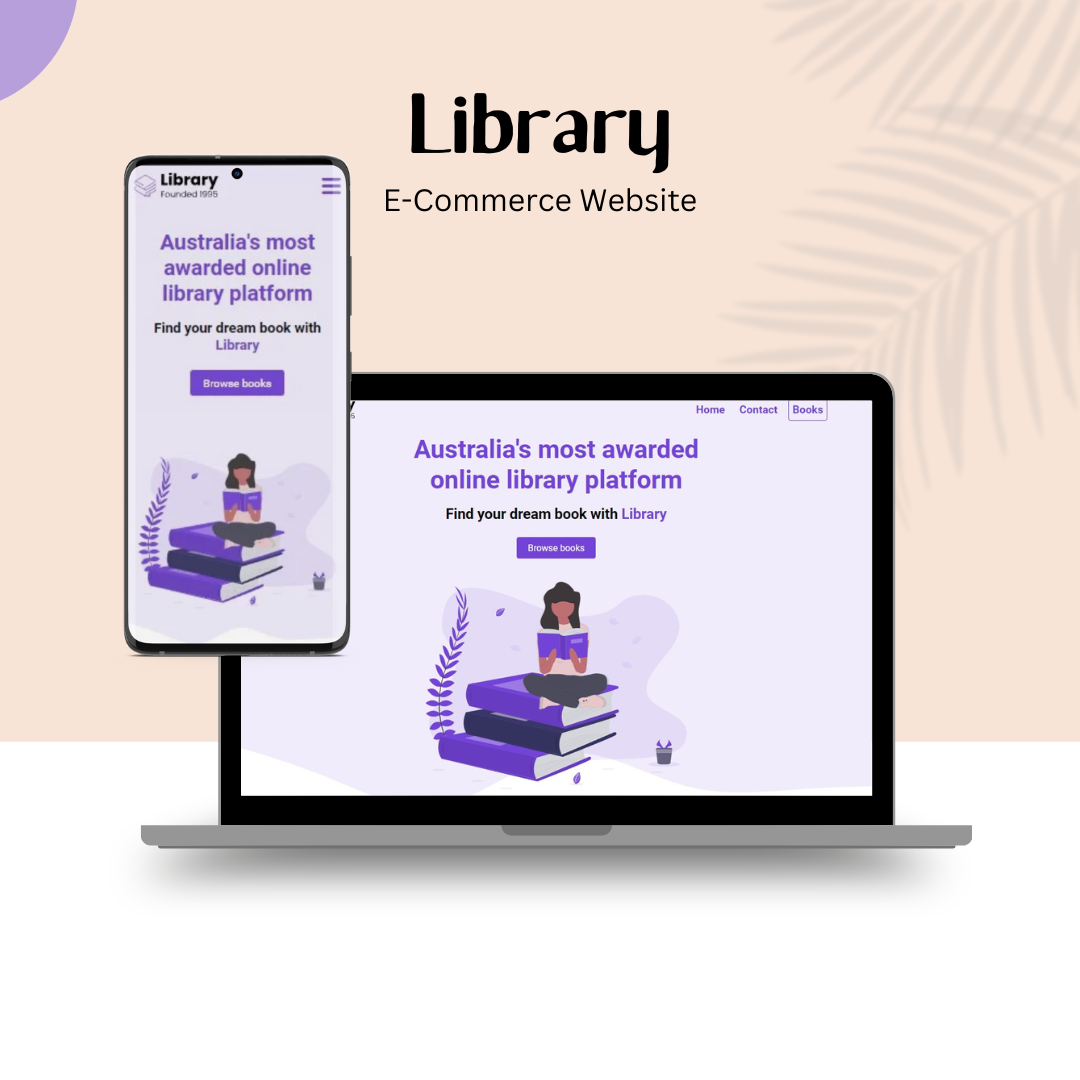 Library
E-Commerce Website
Library
Founded 1995
Australia's most
awarded online
library platform
Find your dream book with
Library
Browse books
Home Contact Books
Australia's most awarded
online library platform
Find your dream book with Library
Browse books